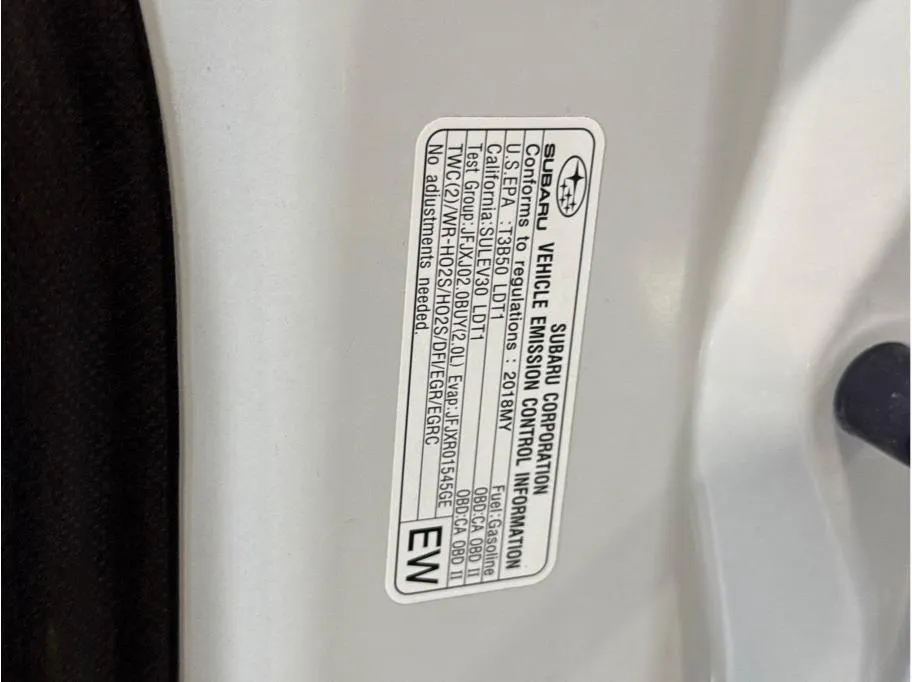 SUBARU CORPORATION
SUBARU VEHICLE EMISSION CONTROL INFORMATION
Conforms to regulations : 2018MY Fuel:Gasoline
U.S.EPA :T3B50 LDT1 OBD:CA OBD II
California:SULEV30 LDT1 OBD:CA OBD II
Test Group:JFJXJ02.0BUY(2.0L) Evap:JFJXR01545GE
TWC(2)/WR-HO2S/HO2S/DFI/EGR/EGRC
No adjustments needed.
EW